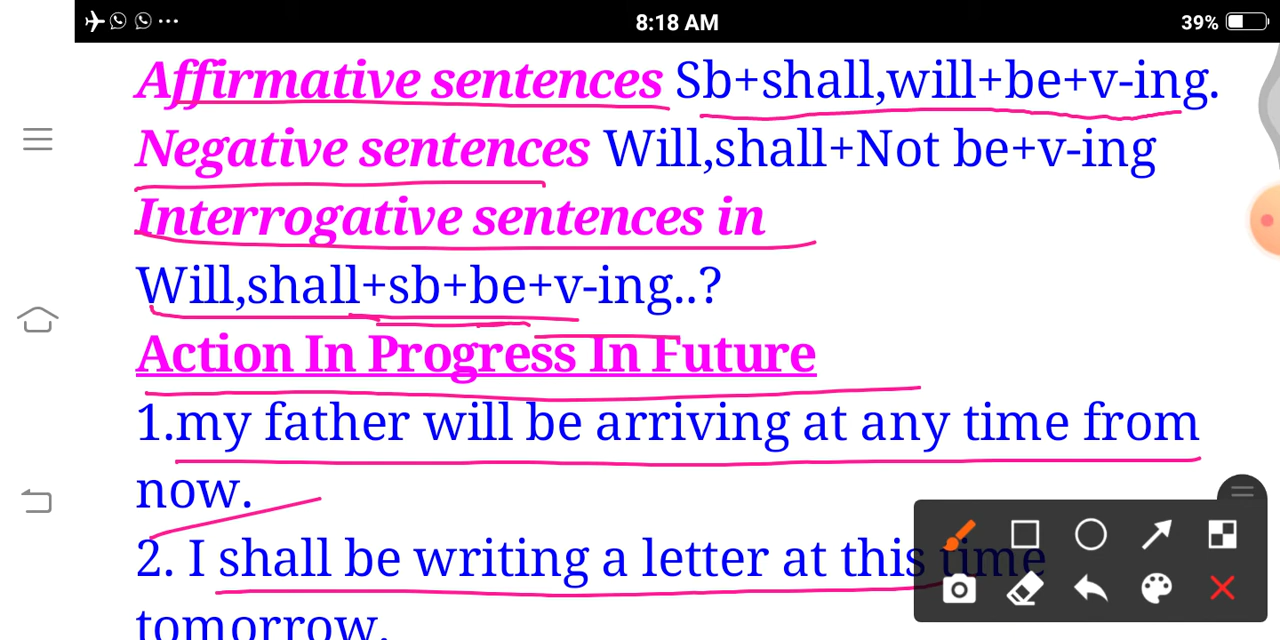 8:18 AM
39%
Affirmative sentences Sb+shall,will+be+v-ing.
Negative sentences Will,shall+Not be+v-ing
Interrogative sentences in
Will,shall+sb+be+v-ing..?
Action In Progress In Future
1.my father will be arriving at any time from
now.
2. I shall be writing a letter at this time
tomorrow.